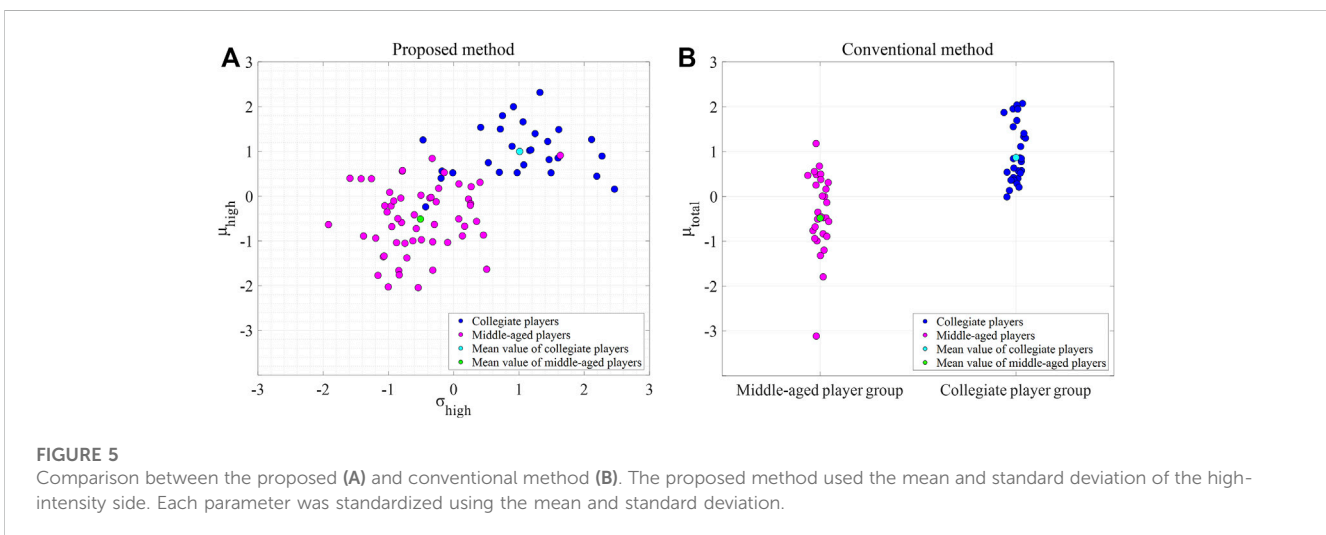 A
Proposed method
3
2
1
0
-1
-2
-3
μhigh
-3
-2
-1
0
1
2
3
σhigh
Collegiate players
Middle-aged players
Mean value of collegiate players
Mean value of middle-aged players
B
Conventional method
3
2
1
0
-1
-2
-3
μtotal
Middle-aged player group
Collegiate player group
Collegiate players
Middle-aged players
Mean value of collegiate players
Mean value of middle-aged players
FIGURE 5
Comparison between the proposed (A) and conventional method (B). The proposed method used the mean and standard deviation of the high-
intensity side. Each parameter was standardized using the mean and standard deviation.